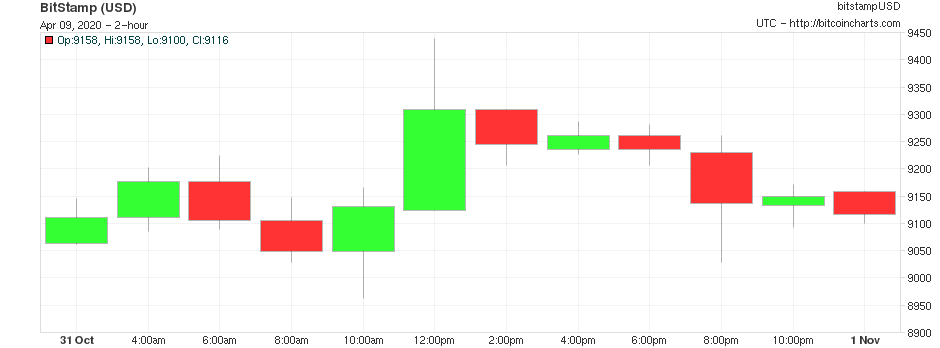 BitStamp (USD)
bitstampUSD
Apr 09, 2020 - 2-hour
UTC - http://bitcoincharts.com
Op:9158, Hi:9158, Lo:9100, Cl:9116
9450
9400
9350
9300
9250
9200
9150
9100
9050
9000
8950
8900
31 Oct 4:00am 6:00am 8:00am 10:00am 12:00pm 2:00pm 4:00pm 6:00pm 8:00pm 10:00pm 1 Nov